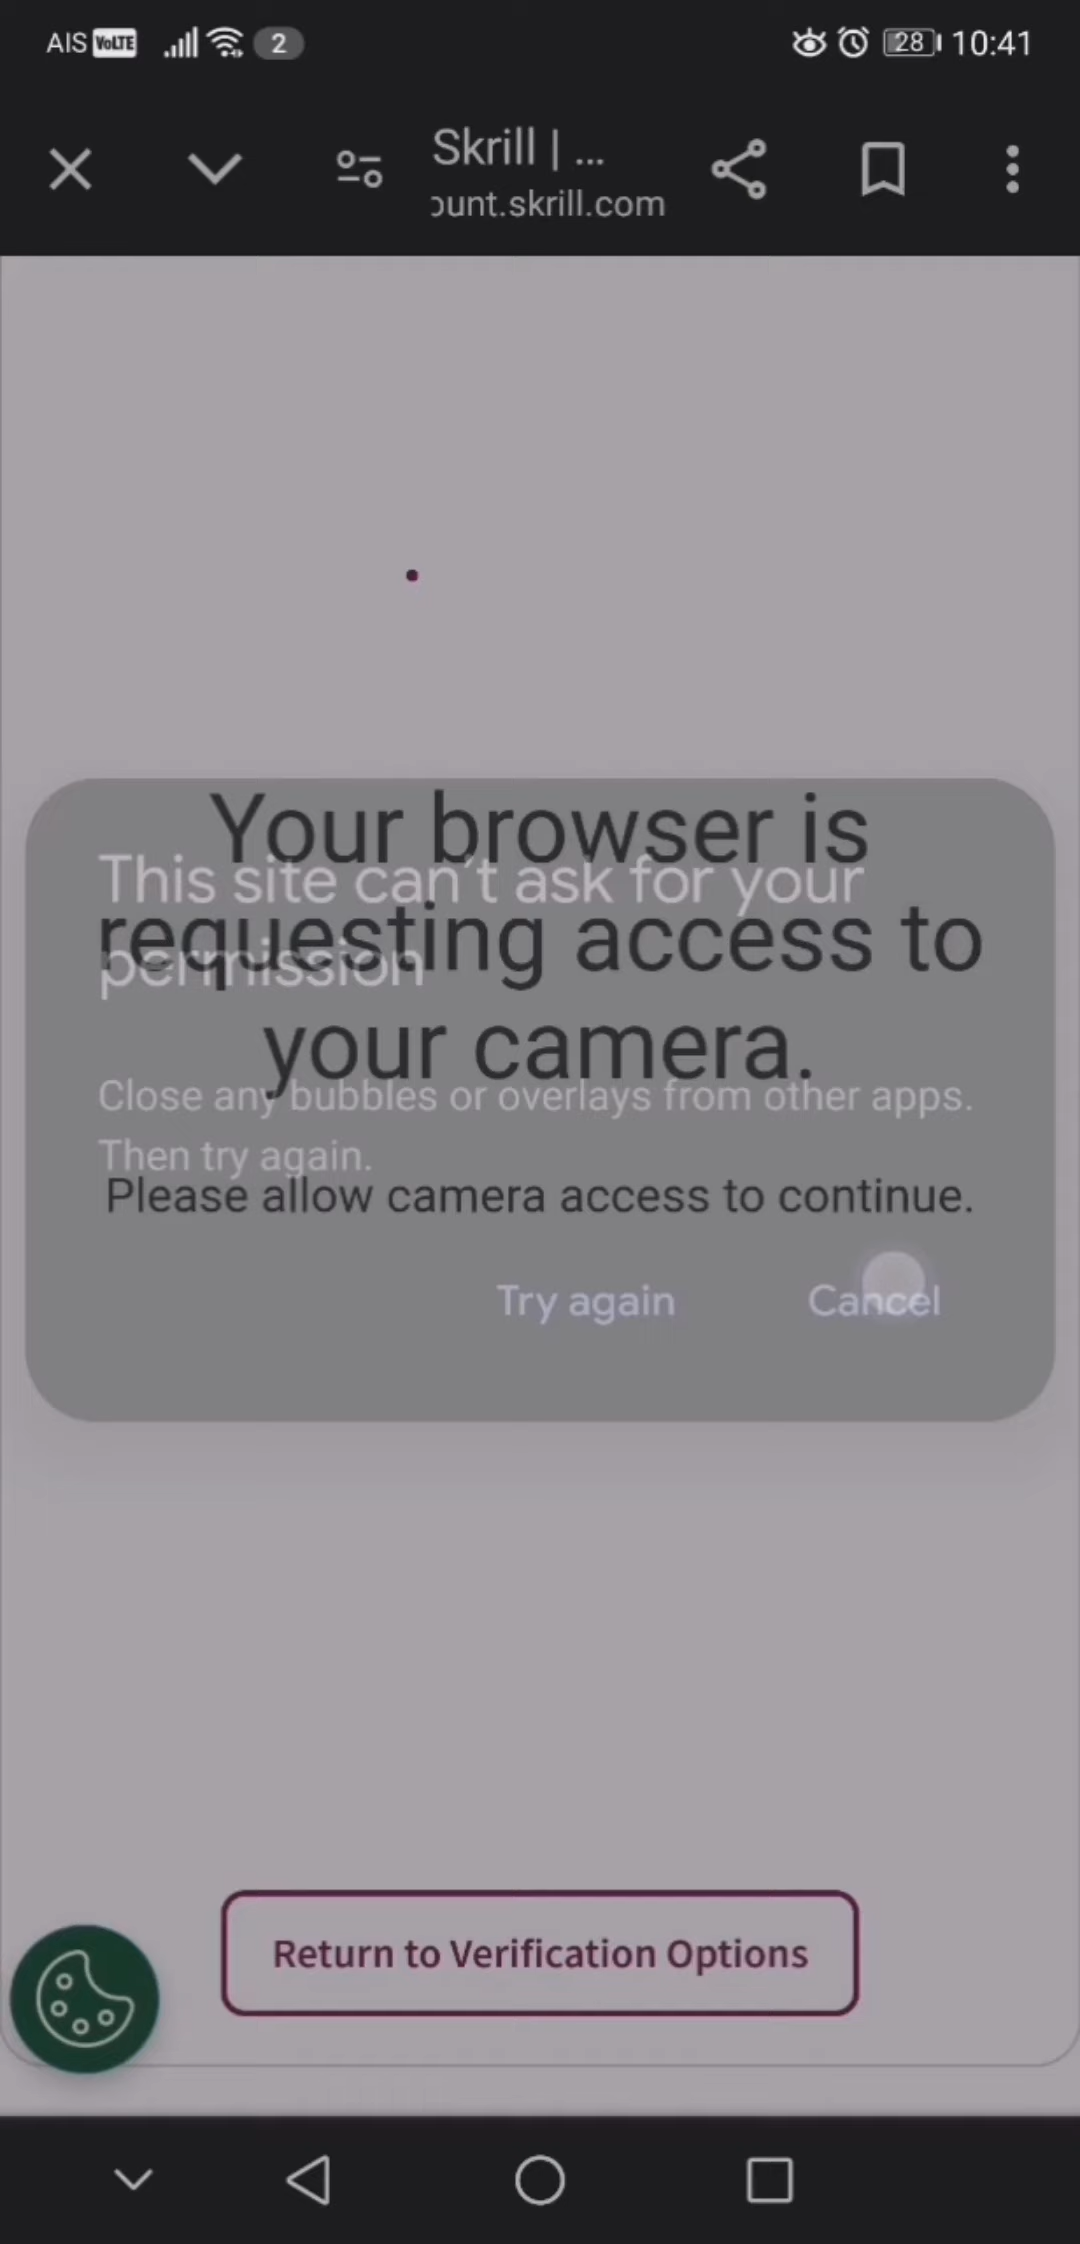 AIS VoLTE 2 28 10:41
Skrill | ...
ount.skrill.com
Your browser is
This site can't ask for your
requesting access to
permission
your camera.
Close any bubbles or overlays from other apps.
Then try again.
Please allow camera access to continue.
Try again Cancel
Return to Verification Options